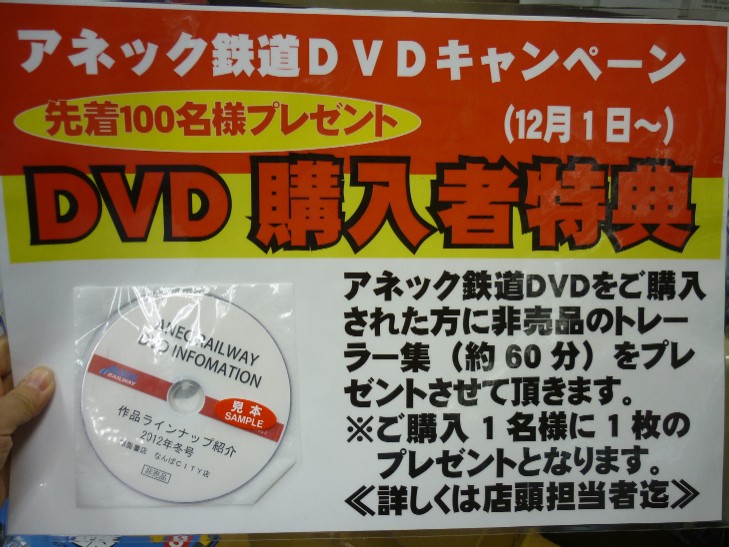 アネック鉄道DVDキャンペーン
先着100名様プレゼント
(12月1日～)
DVD 購入者特典
アネック鉄道DVDをご購入
された方に非売品のトレー
ラー集（約60分）をプレ
ゼントさせて頂きます。
※ご購入1名様に1枚の
プレゼントとなります。
≪詳しくは店頭担当者迄≫
ANEC RAILWAY
DVD INFOMATION
RAILWAY
見本
SAMPLE
作品ラインナップ紹介
2012年冬号
書店 なんばCITY店
非売品